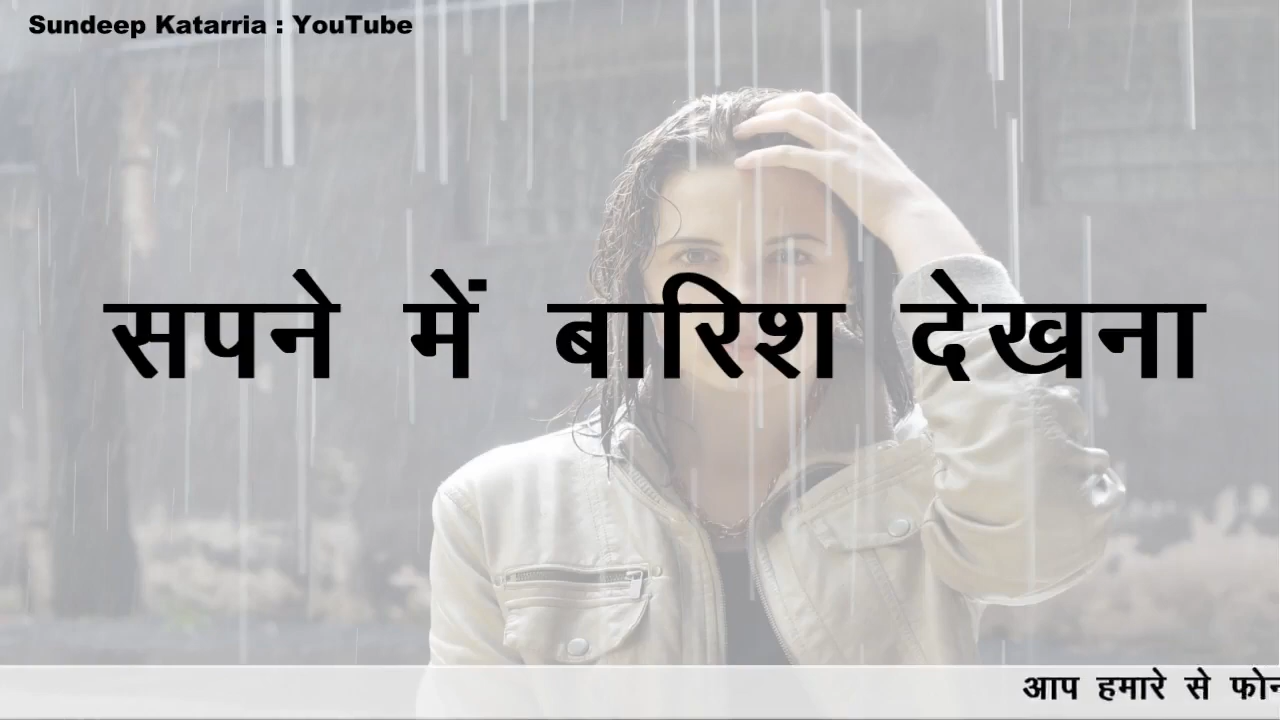 Sundeep Katarria : YouTube
सपने में बारिश देखना
आप हमारे से